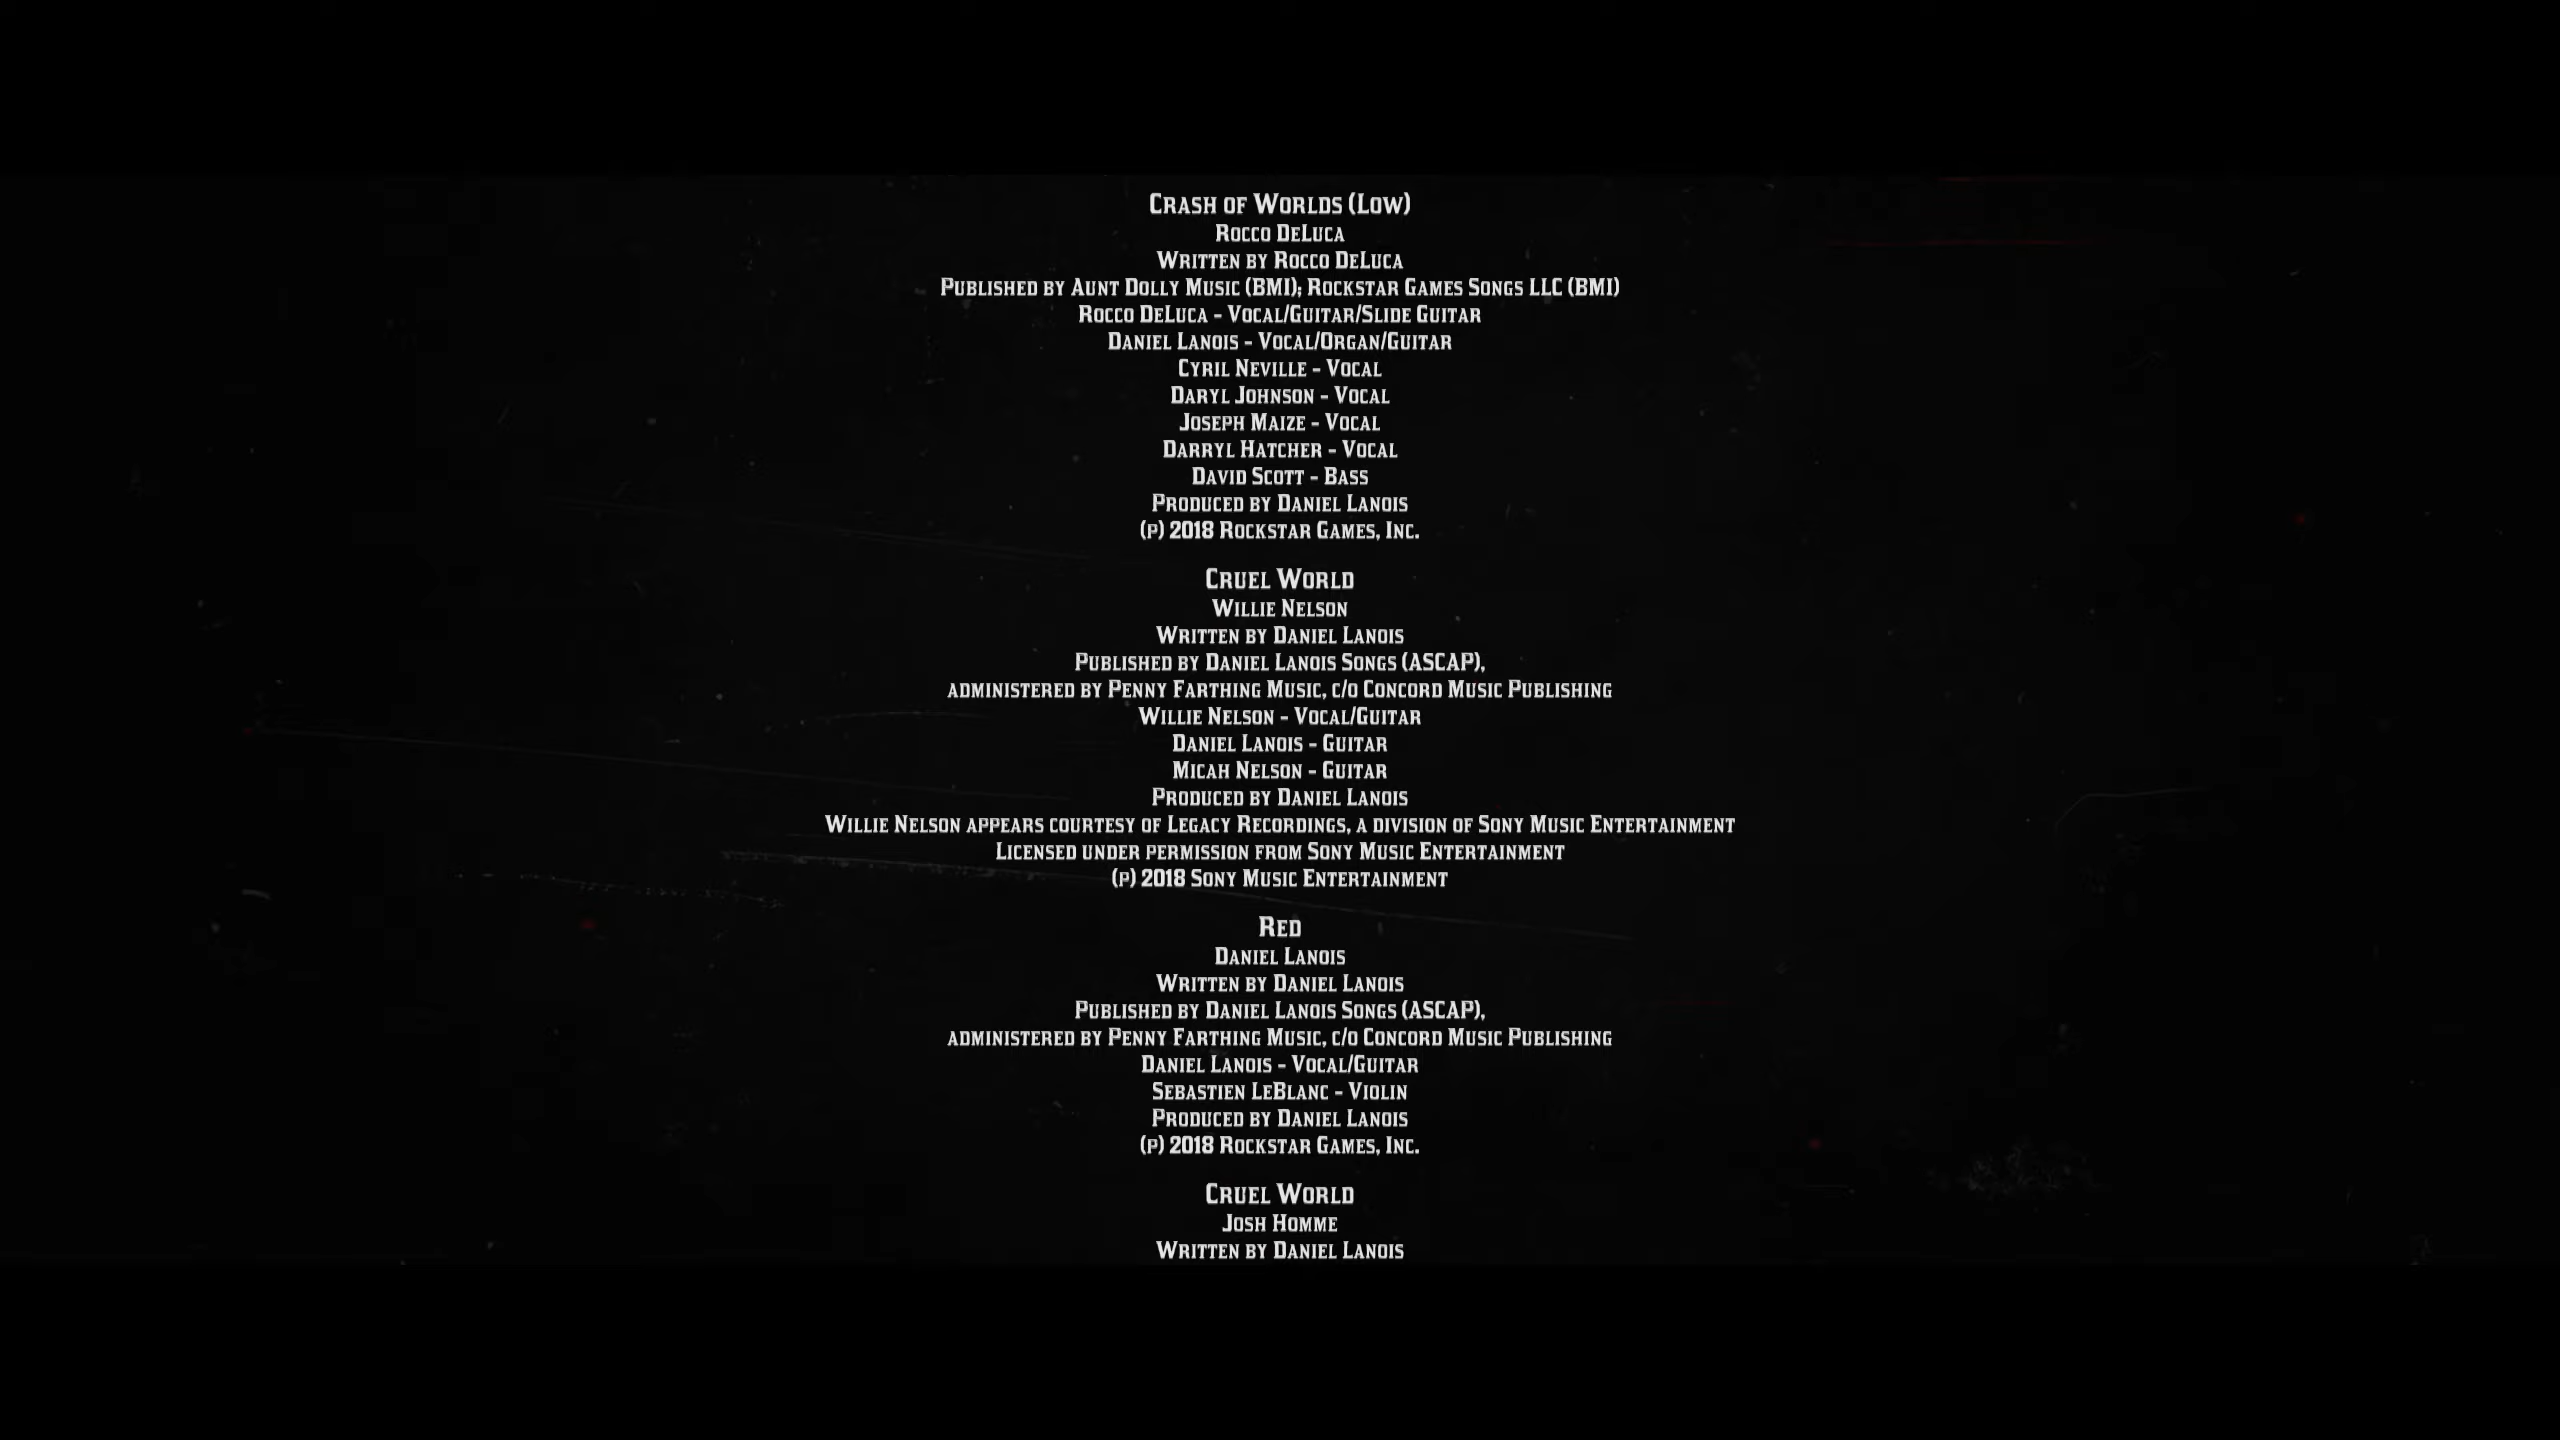 Crash of Worlds (Low)
Rocco DeLuca
Written by Rocco DeLuca
Published by Aunt Dolly Music (BMI); Rockstar Games Songs LLC (BMI)
Rocco DeLuca - Vocal/Guitar/Slide Guitar
Daniel Lanois - Vocal/Organ/Guitar
Cyril Neville - Vocal
Daryl Johnson - Vocal
Joseph Maize - Vocal
Darryl Hatcher - Vocal
David Scott - Bass
Produced by Daniel Lanois
(p) 2018 Rockstar Games, Inc.
Cruel World
Willie Nelson
Written by Daniel Lanois
Published by Daniel Lanois Songs (ASCAP),
administered by Penny Farthing Music, c/o Concord Music Publishing
Willie Nelson - Vocal/Guitar
Daniel Lanois - Guitar
Micah Nelson - Guitar
Produced by Daniel Lanois
Willie Nelson appears courtesy of Legacy Recordings, a division of Sony Music Entertainment
Licensed under permission from Sony Music Entertainment
(p) 2018 Sony Music Entertainment
Red
Daniel Lanois
Written by Daniel Lanois
Published by Daniel Lanois Songs (ASCAP),
administered by Penny Farthing Music, c/o Concord Music Publishing
Daniel Lanois - Vocal/Guitar
Sebastien LeBlanc - Violin
Produced by Daniel Lanois
(p) 2018 Rockstar Games, Inc.
Cruel World
Josh Homme
Written by Daniel Lanois